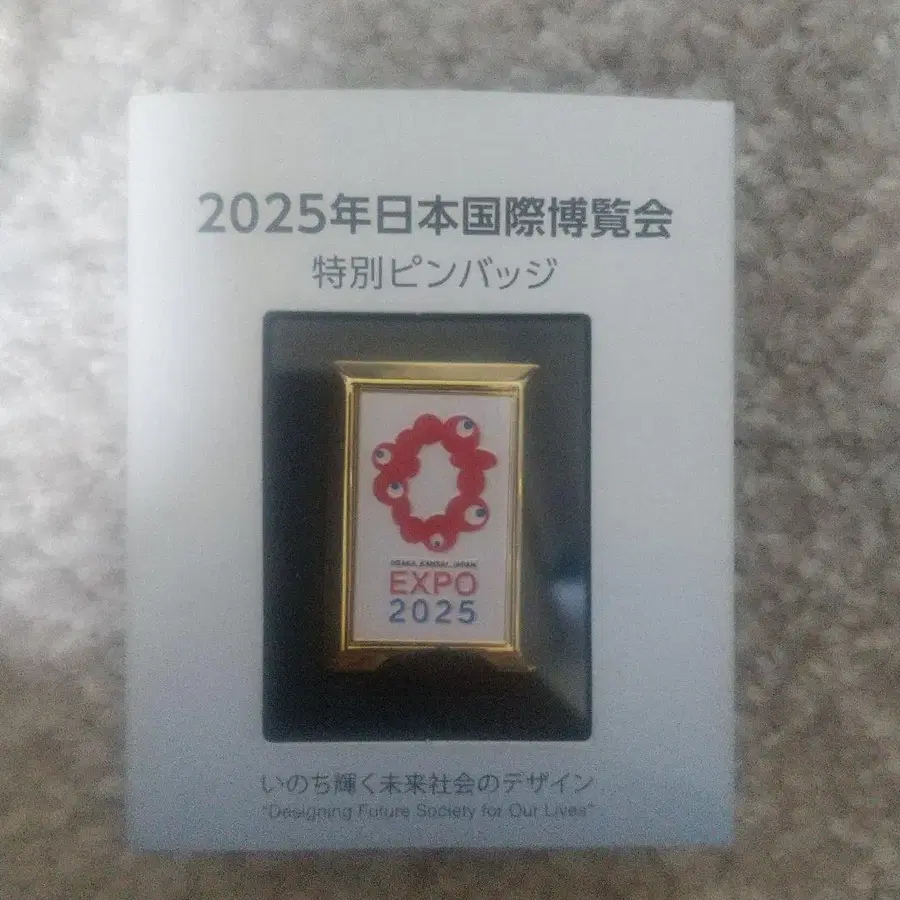 2025年日本国際博覧会
特別ピンバッジ
OSAKA, KANSAI, JAPAN
EXPO
2025
いのち輝く未来社会のデザイン
"Designing Future Society for Our Lives"